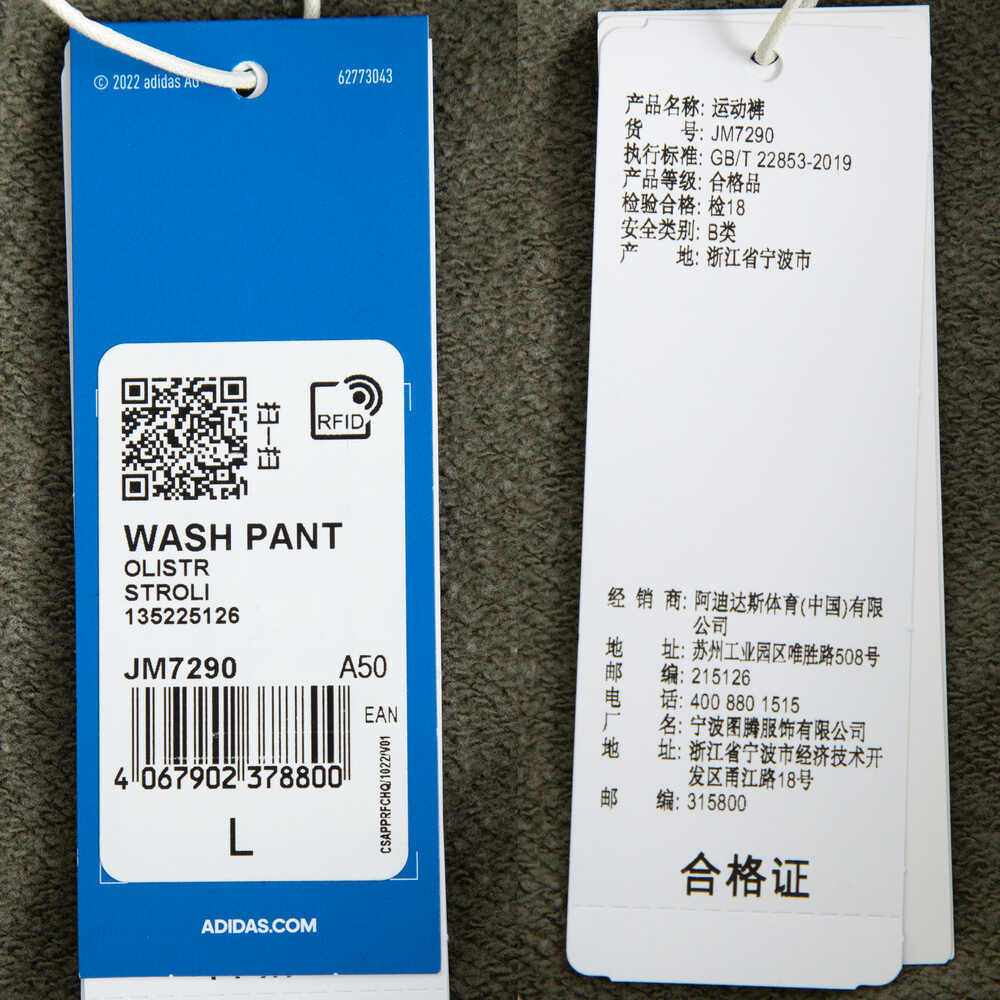 © 2022 adidas AG
62773043
扫一扫
RFID
WASH PANT
OLISTR
STROLI
135225126
JM7290
A50
EAN
4 067902 378800
CSAPPRFCHQ/1022/V01
L
ADIDAS.COM
产品名称: 运动裤
货 号: JM7290
执行标准: GB/T 22853-2019
产品等级: 合格品
检验合格: 检18
安全类别: B类
产 地: 浙江省宁波市
经 销 商: 阿迪达斯体育(中国)有限
公司
地 址: 苏州工业园区唯胜路508号
邮 编: 215126
电 话: 400 880 1515
厂 名: 宁波图腾服饰有限公司
地 址: 浙江省宁波市经济技术开
发区甬江路18号
邮 编: 315800
合格证